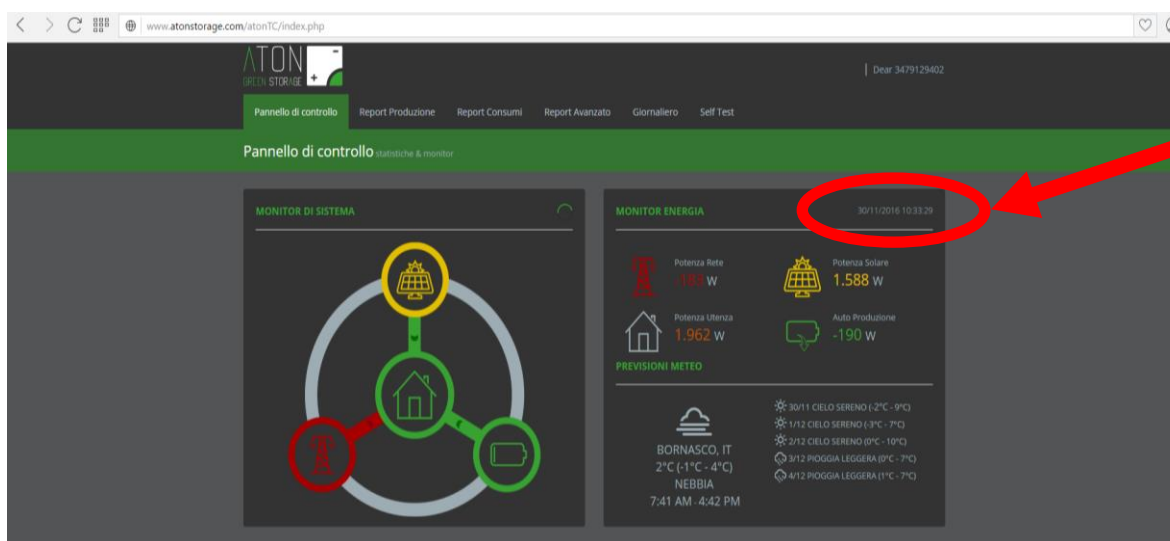 www.atonstorage.com/atonTC/index.php
ATON
GREEN STORAGE
Dear 3479129402
Pannello di controllo Report Produzione Report Consumi Report Avanzato Giornaliero Self Test
Pannello di controllo statistiche & monitor
MONITOR DI SISTEMA
MONITOR ENERGIA 30/11/2016 10:33:29
Potenza Rete
W
Potenza Solare
1.588 W
Potenza Utenza
1.962 W
Auto Produzione
-190 W
PREVISIONI METEO
BORNASCO, IT
2°C (-1°C - 4°C)
NEBBIA
7:41 AM - 4:42 PM
30/11 CIELO SERENO (-2°C - 9°C)
1/12 CIELO SERENO (-3°C - 7°C)
2/12 CIELO SERENO (0°C - 10°C)
3/12 PIOGGIA LEGGERA (0°C - 7°C)
4/12 PIOGGIA LEGGERA (1°C - 7°C)